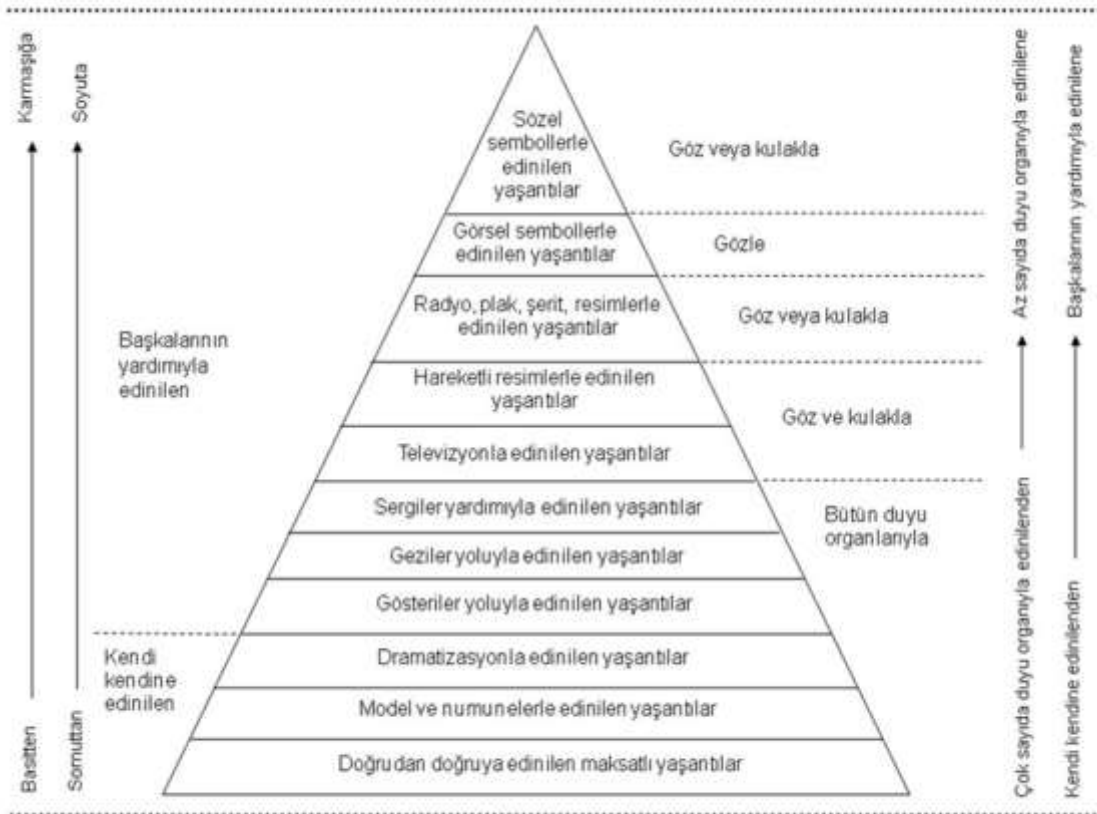 Karmaşığa
Soyuta
Sözel
sembollerle
edinilen
yaşantılar
Göz veya kulakla
Az sayıda duyu organıyla edinilene
Başkalarının yardımıyla edinilene
Görsel sembollerle
edinilen yaşantılar
Gözle
Radyo, plak, şerit, resimlerle
edinilen yaşantılar
Göz veya kulakla
Başkalarının
yardımıyla
edinilen
Hareketli resimlerle edinilen
yaşantılar
Göz ve kulakla
Televizyonla edinilen yaşantılar
Sergiler yardımıyla edinilen yaşantılar
Bütün duyu
organlarıyla
Geziler yoluyla edinilen yaşantılar
Gösteriler yoluyla edinilen yaşantılar
Kendi
kendine
edinilen
Dramatizasyonla edinilen yaşantılar
Model ve numunelerle edinilen yaşantılar
Doğrudan doğruya edinilen maksatlı yaşantılar
Basitten
Somuttan
Çok sayıda duyu organıyla edinilenden
Kendi kendine edinilenden